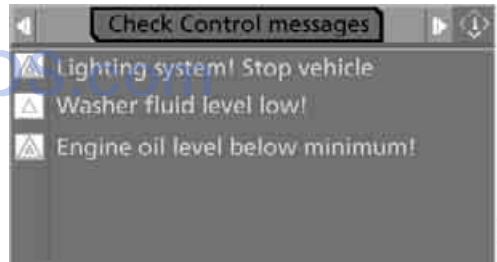 Check Control messages
Lighting system! Stop vehicle
Washer fluid level low!
Engine oil level below minimum!